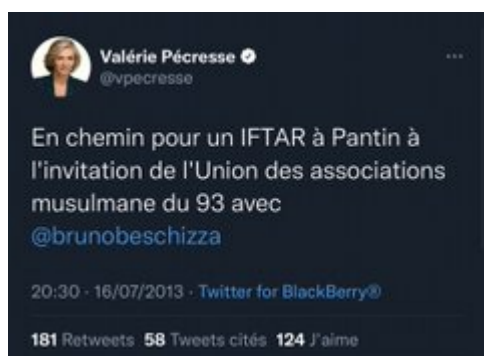 Valérie Pécresse
@vpecresse
En chemin pour un IFTAR à Pantin à
l'invitation de l'Union des associations
musulmane du 93 avec
@brunobeschizza
20:30 · 16/07/2013 · Twitter for BlackBerry®
181 Retweets 58 Tweets cités 124 J'aime